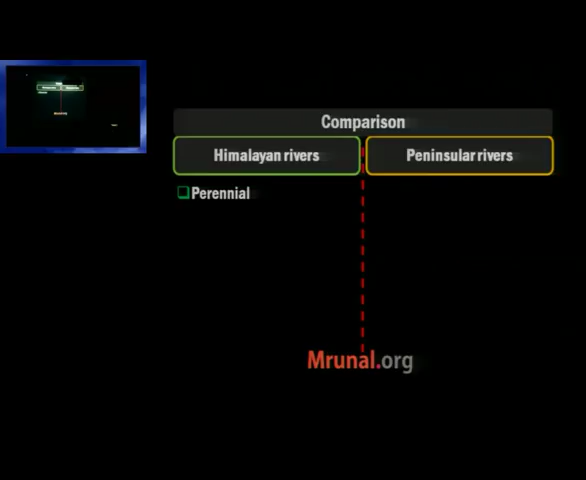 Comparison
Himalayan rivers
Peninsular rivers
Perennial
Mrunal.org